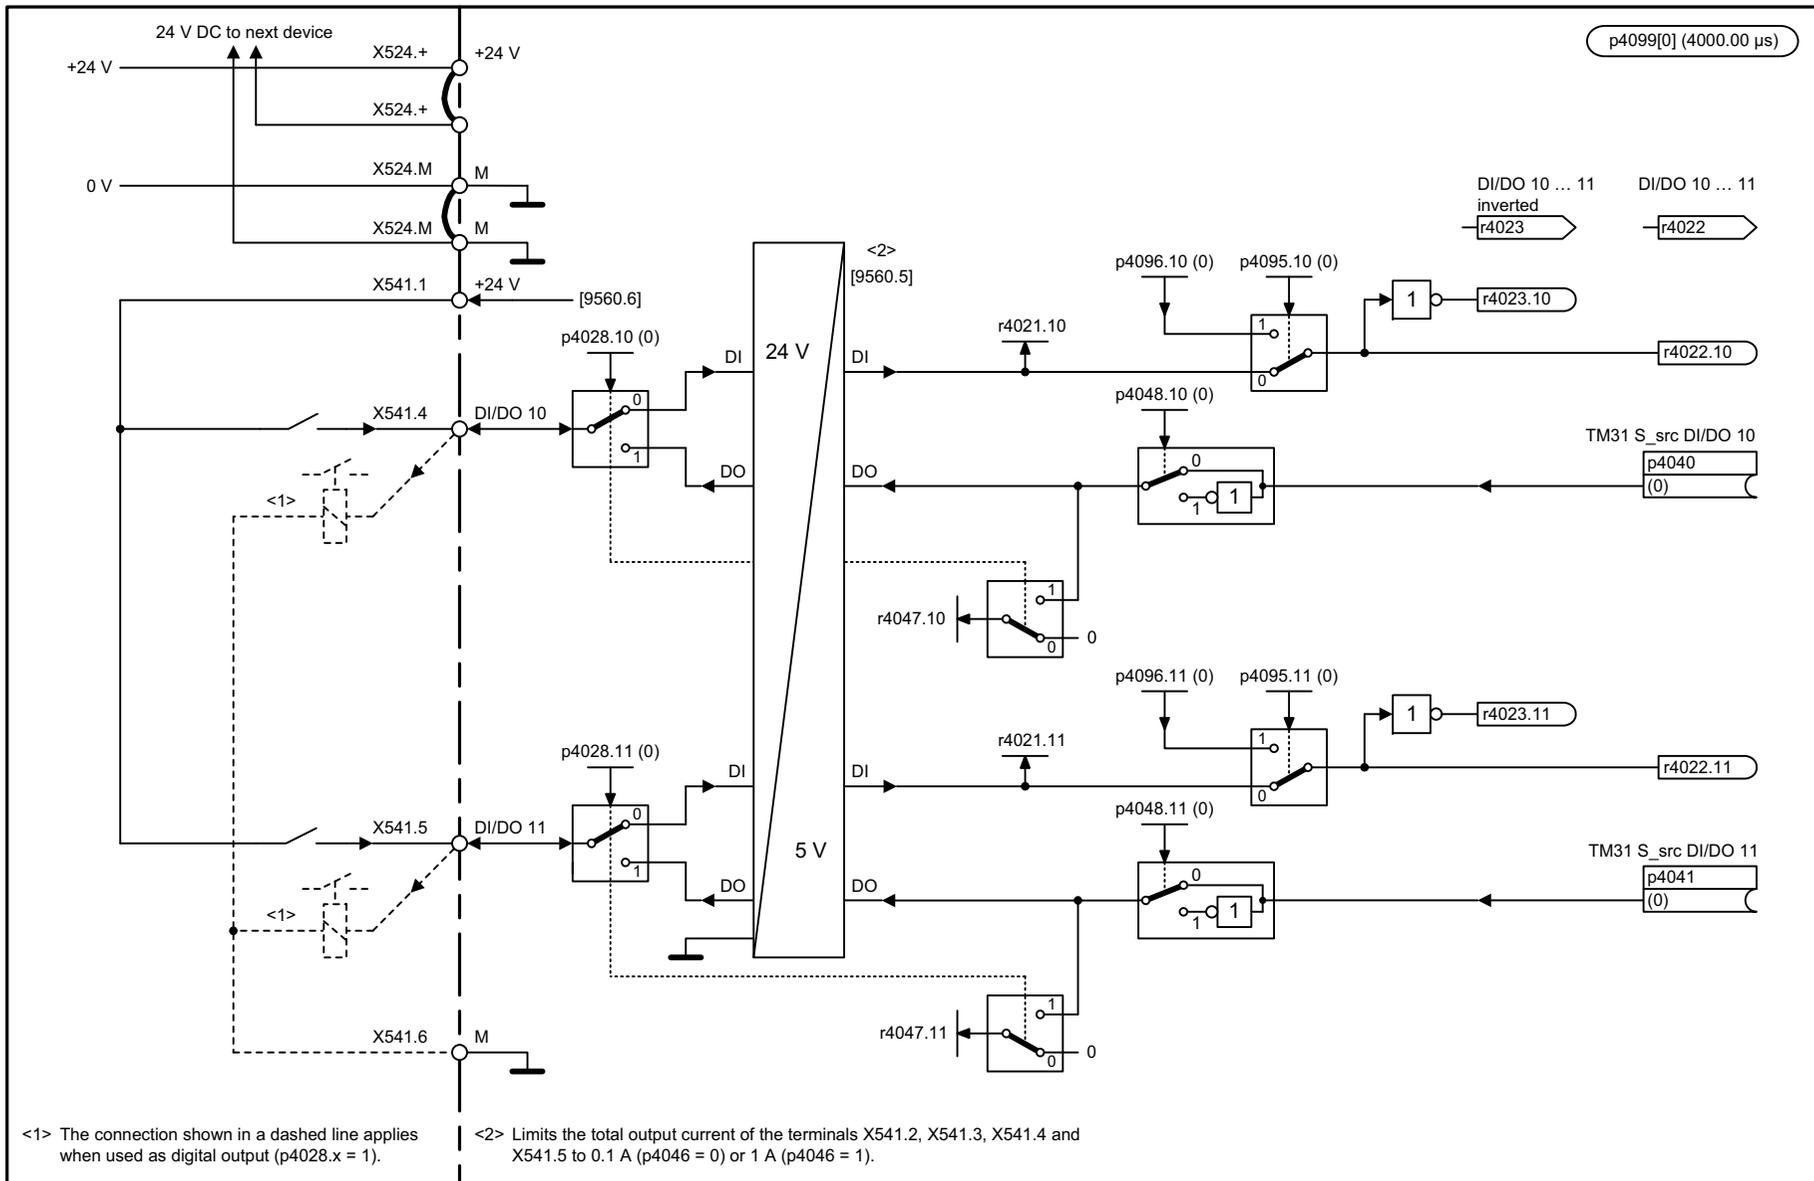 24 V DC to next device
p4099[0] (4000.00 µs)
X524.+
+24 V
+24 V
X524.+
X524.M
M
0 V
X524.M
M
DI/DO 10 … 11
inverted
r4023
DI/DO 10 … 11
r4022
X541.1
+24 V
[9560.6]
<2>
[9560.5]
p4096.10 (0)
p4095.10 (0)
p4028.10 (0)
24 V
r4021.10
1
0
1
r4023.10
r4022.10
DI
DI
X541.4
DI/DO 10
0
1
p4048.10 (0)
DO
DO
0
1
1
TM31 S_src DI/DO 10
p4040
(0)
<1>
r4047.10
1
0
0
p4096.11 (0)
p4095.11 (0)
p4028.11 (0)
r4021.11
1
0
1
r4023.11
r4022.11
DI
DI
X541.5
DI/DO 11
0
1
5 V
p4048.11 (0)
DO
DO
0
1
1
TM31 S_src DI/DO 11
p4041
(0)
<1>
r4047.11
1
0
0
X541.6
M
<1> The connection shown in a dashed line applies
when used as digital output (p4028.x = 1).
<2> Limits the total output current of the terminals X541.2, X541.3, X541.4 and
X541.5 to 0.1 A (p4046 = 0) or 1 A (p4046 = 1).